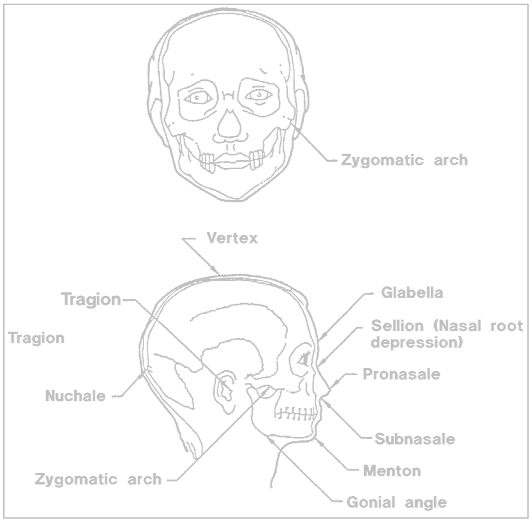 Zygomatic arch
Vertex
Tragion
Glabella
Sellion (Nasal root
depression)
Tragion
Pronasale
Nuchale
Subnasale
Menton
Zygomatic arch
Gonial angle